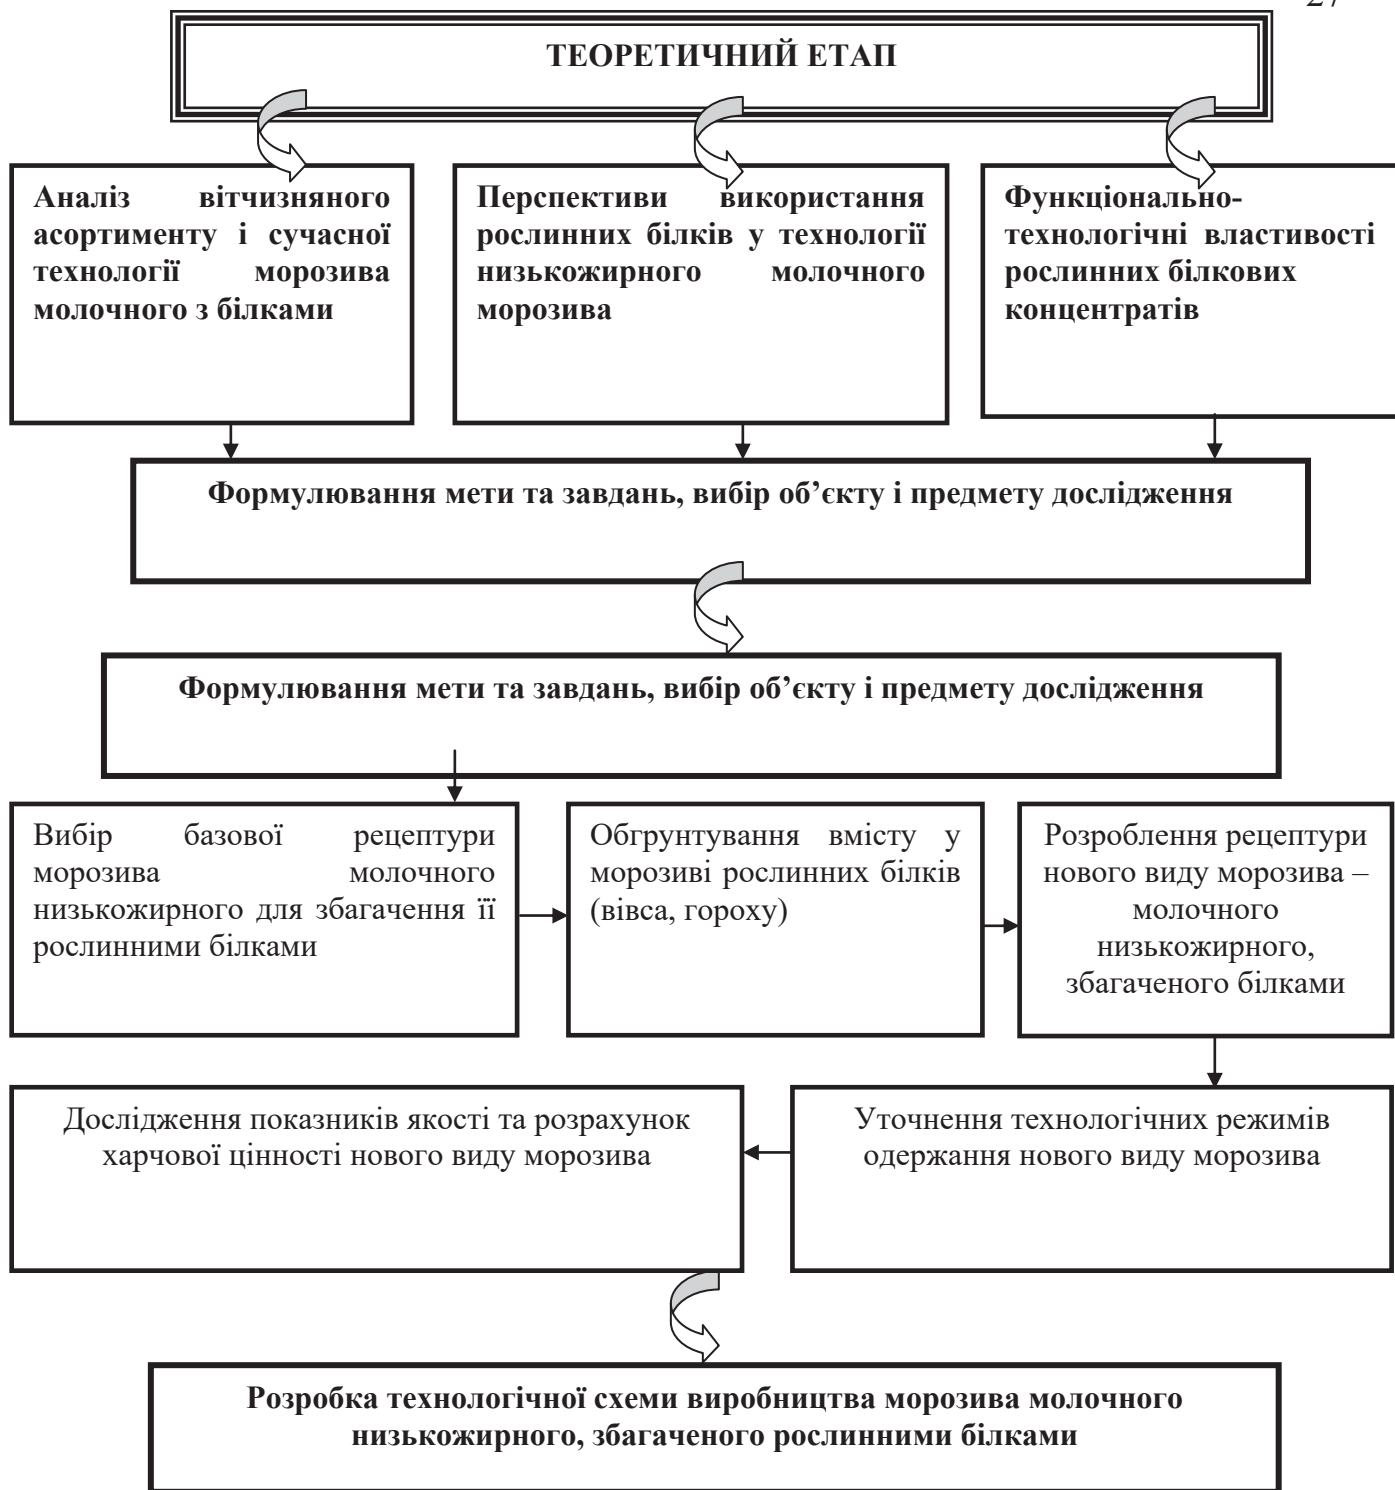 ТЕОРЕТИЧНИЙ ЕТАП
Аналіз вітчизняного
асортименту і сучасної
технології морозива
молочного з білками
Перспективи використання
рослинних білків у технології
низькожирного молочного
морозива
Функціонально-
технологічні властивості
рослинних білкових
концентратів
Формулювання мети та завдань, вибір об’єкту і предмету дослідження
Формулювання мети та завдань, вибір об’єкту і предмету дослідження
Вибір базової рецептури
морозива молочного
низькожирного для збагачення її
рослинними білками
Обгрунтування вмісту у
морозиві рослинних білків
(вівса, гороху)
Розроблення рецептури
нового виду морозива –
молочного
низькожирного,
збагаченого білками
Дослідження показників якості та розрахунок
харчової цінності нового виду морозива
Уточнення технологічних режимів
одержання нового виду морозива
Розробка технологічної схеми виробництва морозива молочного
низькожирного, збагаченого рослинними білками